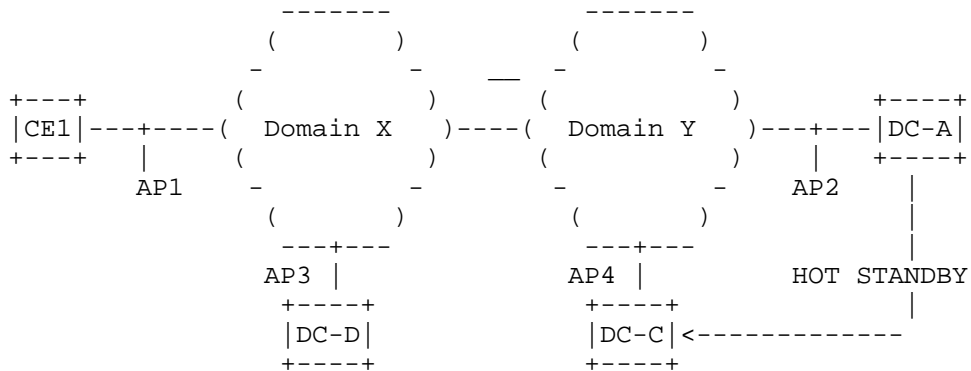 CE1 Domain X Domain Y DC-A
AP1 AP2
AP3 AP4 HOT STANDBY
DC-D DC-C